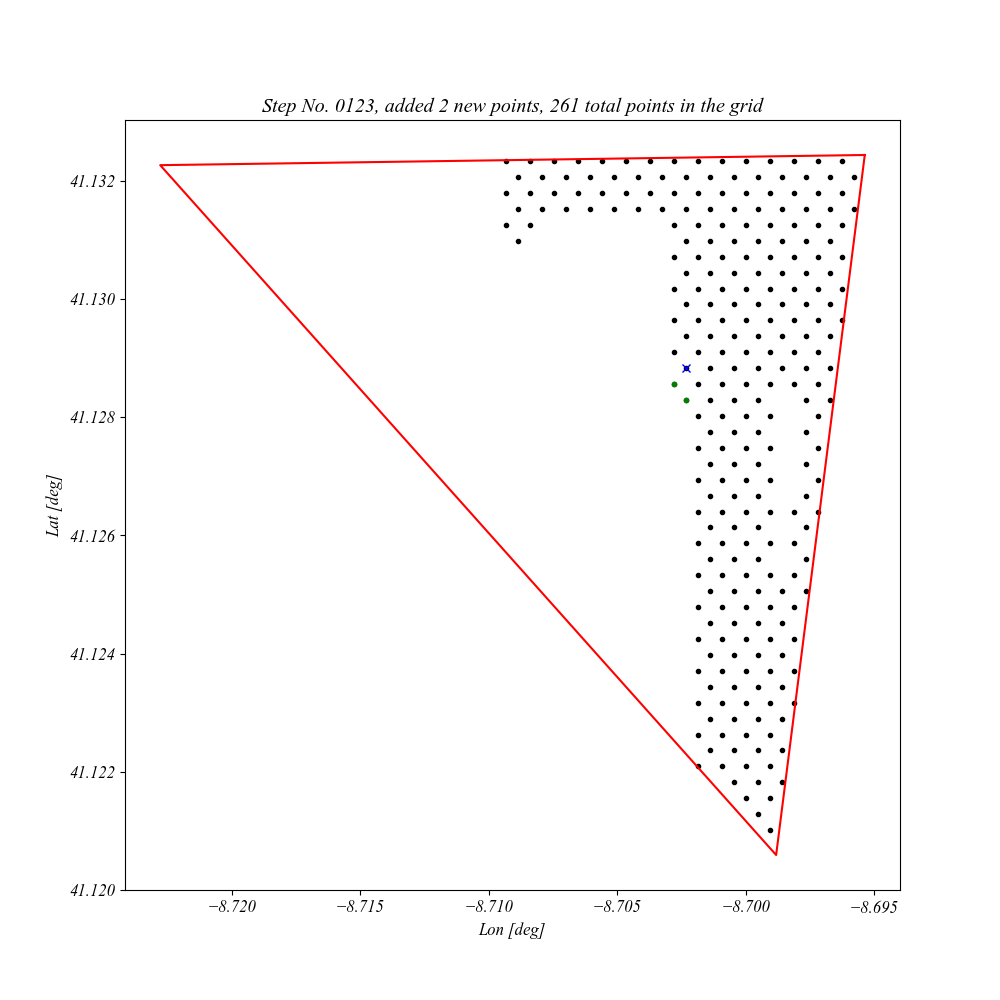 Step No. 0123, added 2 new points, 261 total points in the grid
41.132
41.130
41.128
41.126
41.124
41.122
41.120
Lat [deg]
−8.720 −8.715 −8.710 −8.705 −8.700 −8.695
Lon [deg]